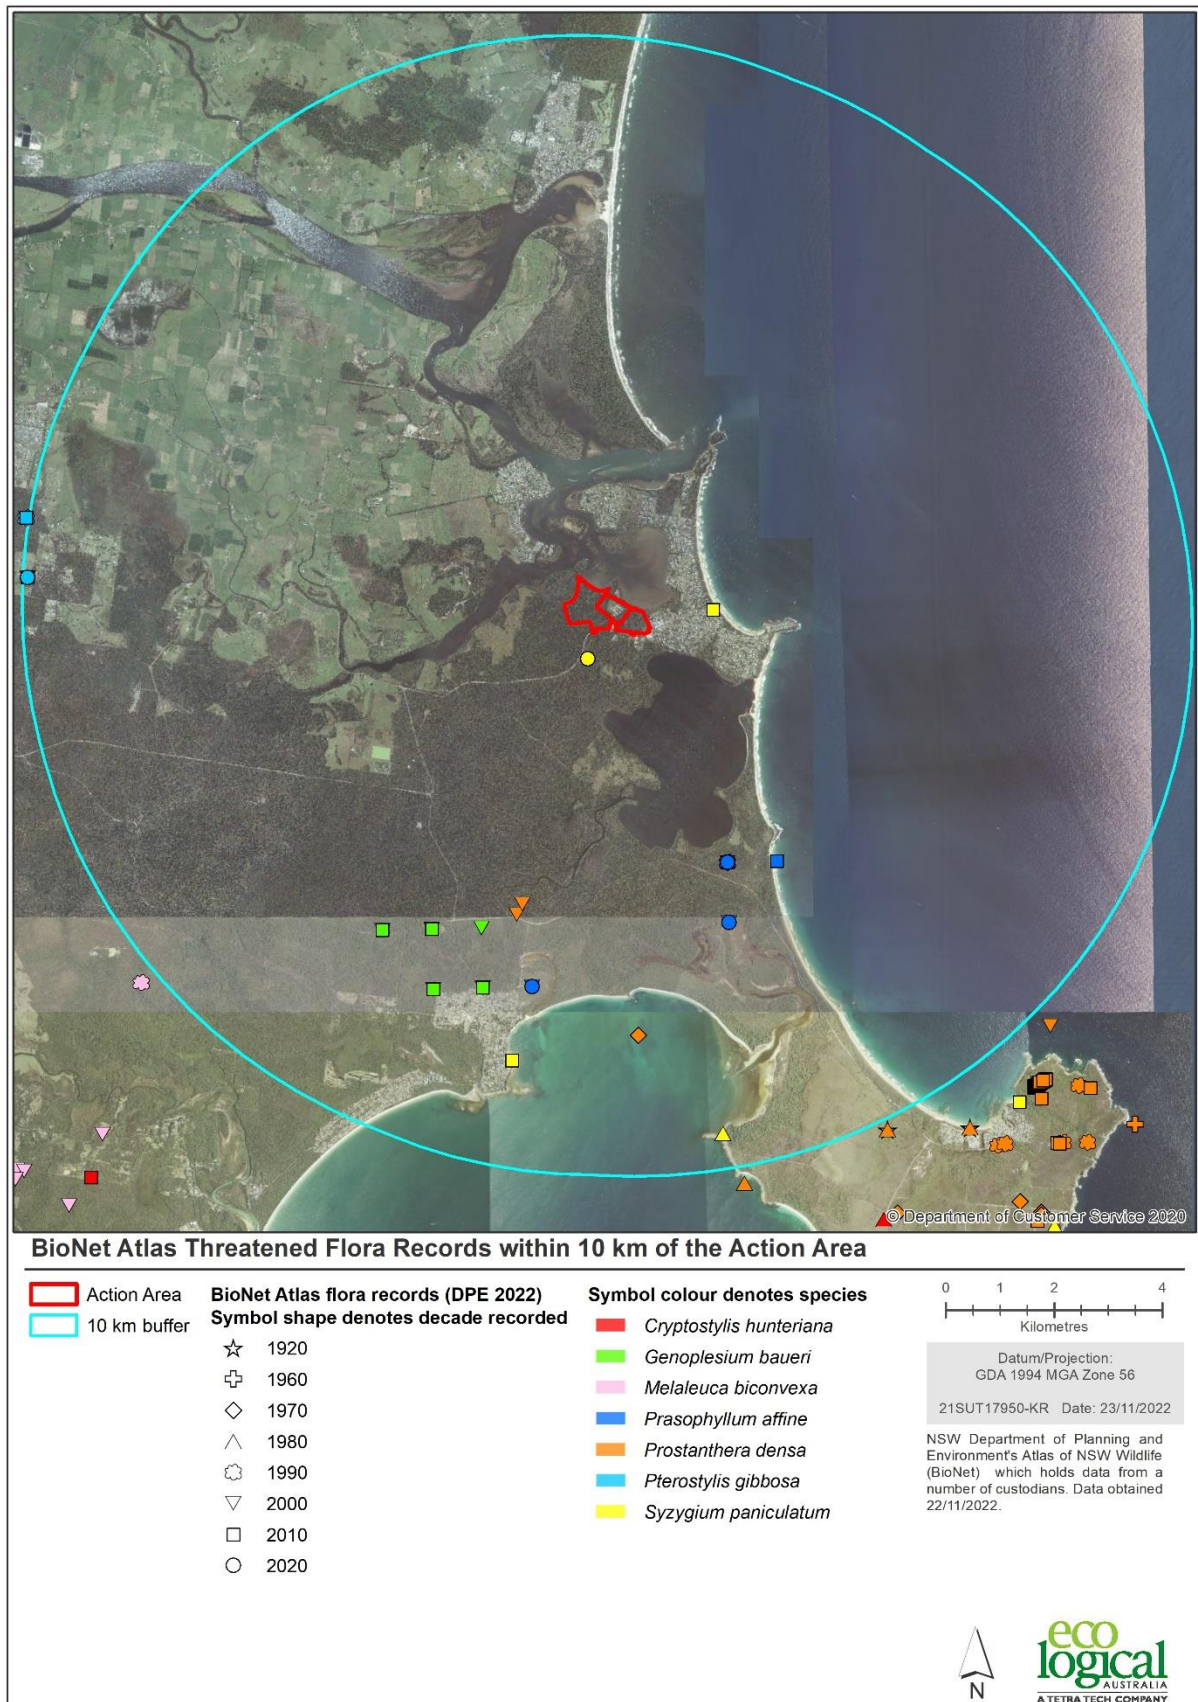 © Department of Customer Service 2020
BioNet Atlas Threatened Flora Records within 10 km of the Action Area
Action Area
10 km buffer
BioNet Atlas flora records (DPE 2022)
Symbol shape denotes decade recorded
1920
1960
1970
1980
1990
2000
2010
2020
Symbol colour denotes species
Cryptostylis hunteriana
Genoplesium baueri
Melaleuca biconvexa
Prasophyllum affine
Prostanthera densa
Pterostylis gibbosa
Syzygium paniculatum
0 1 2 4
Kilometres
Datum/Projection:
GDA 1994 MGA Zone 56
21SUT17950-KR Date: 23/11/2022
NSW Department of Planning and
Environment's Atlas of NSW Wildlife
(BioNet) which holds data from a
number of custodians. Data obtained
22/11/2022.
N
eco
logical
AUSTRALIA
A TETRA TECH COMPANY